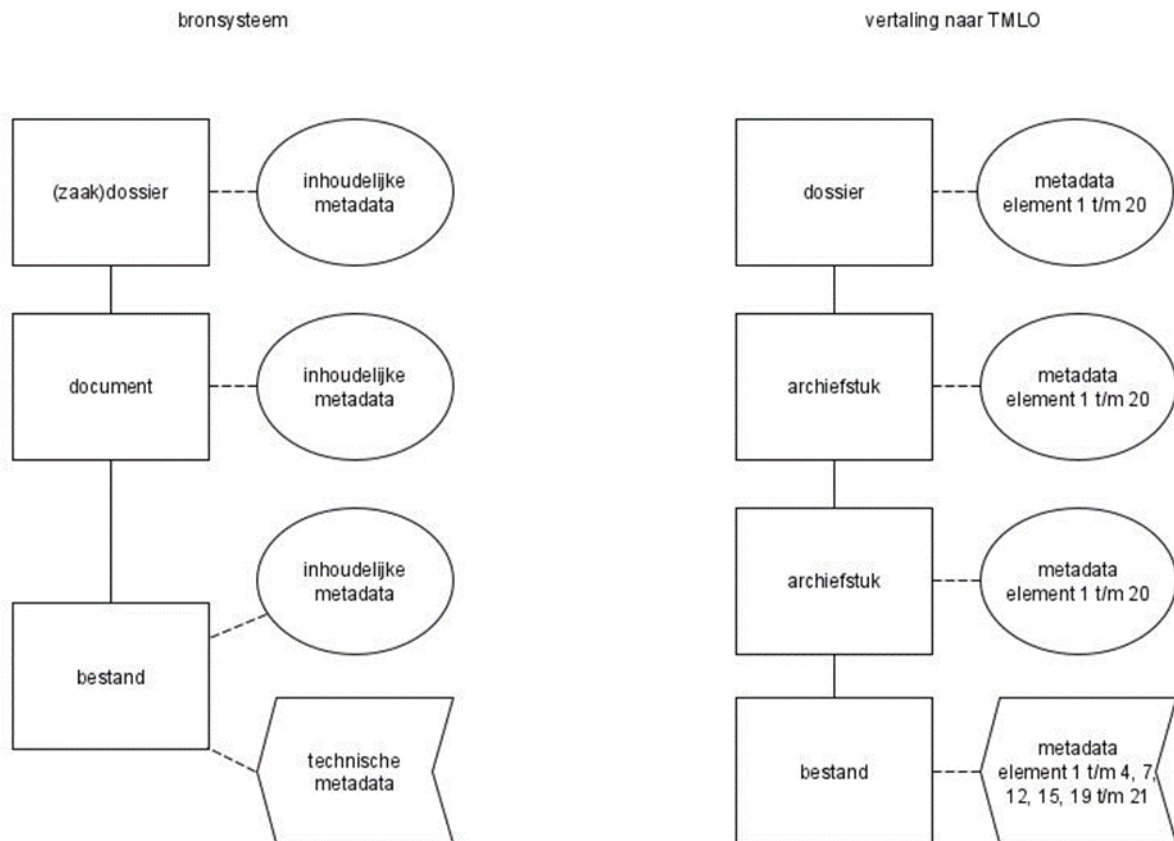 bronsysteem
vertaling naar TMLO
(zaak)dossier
inhoudelijke
metadata
dossier
metadata
element 1 t/m 20
document
inhoudelijke
metadata
archiefstuk
metadata
element 1 t/m 20
inhoudelijke
metadata
archiefstuk
metadata
element 1 t/m 20
bestand
technische
metadata
bestand
metadata
element 1 t/m 4, 7,
12, 15, 19 t/m 21